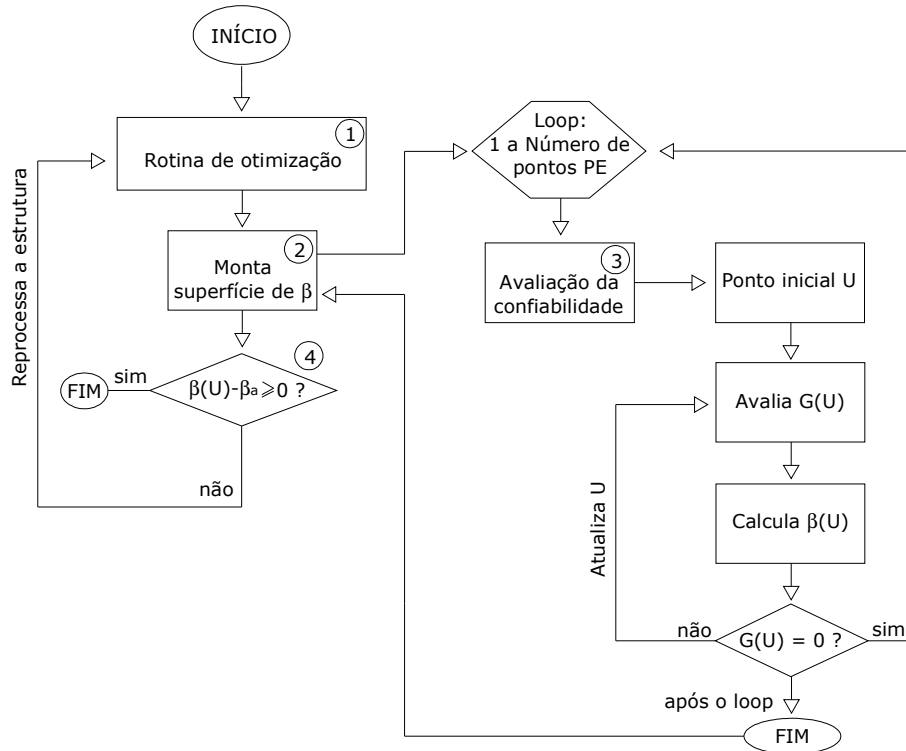 INÍCIO
1
Rotina de otimização
Reprocessa a estrutura
2
Monta
superfície de β
4
β(U)-βa⩾0 ?
sim
FIM
não
Loop:
1 a Número de
pontos PE
3
Avaliação da
confiabilidade
Ponto inicial U
Avalia G(U)
Calcula β(U)
Atualiza U
G(U) = 0 ?
não
sim
após o loop
FIM